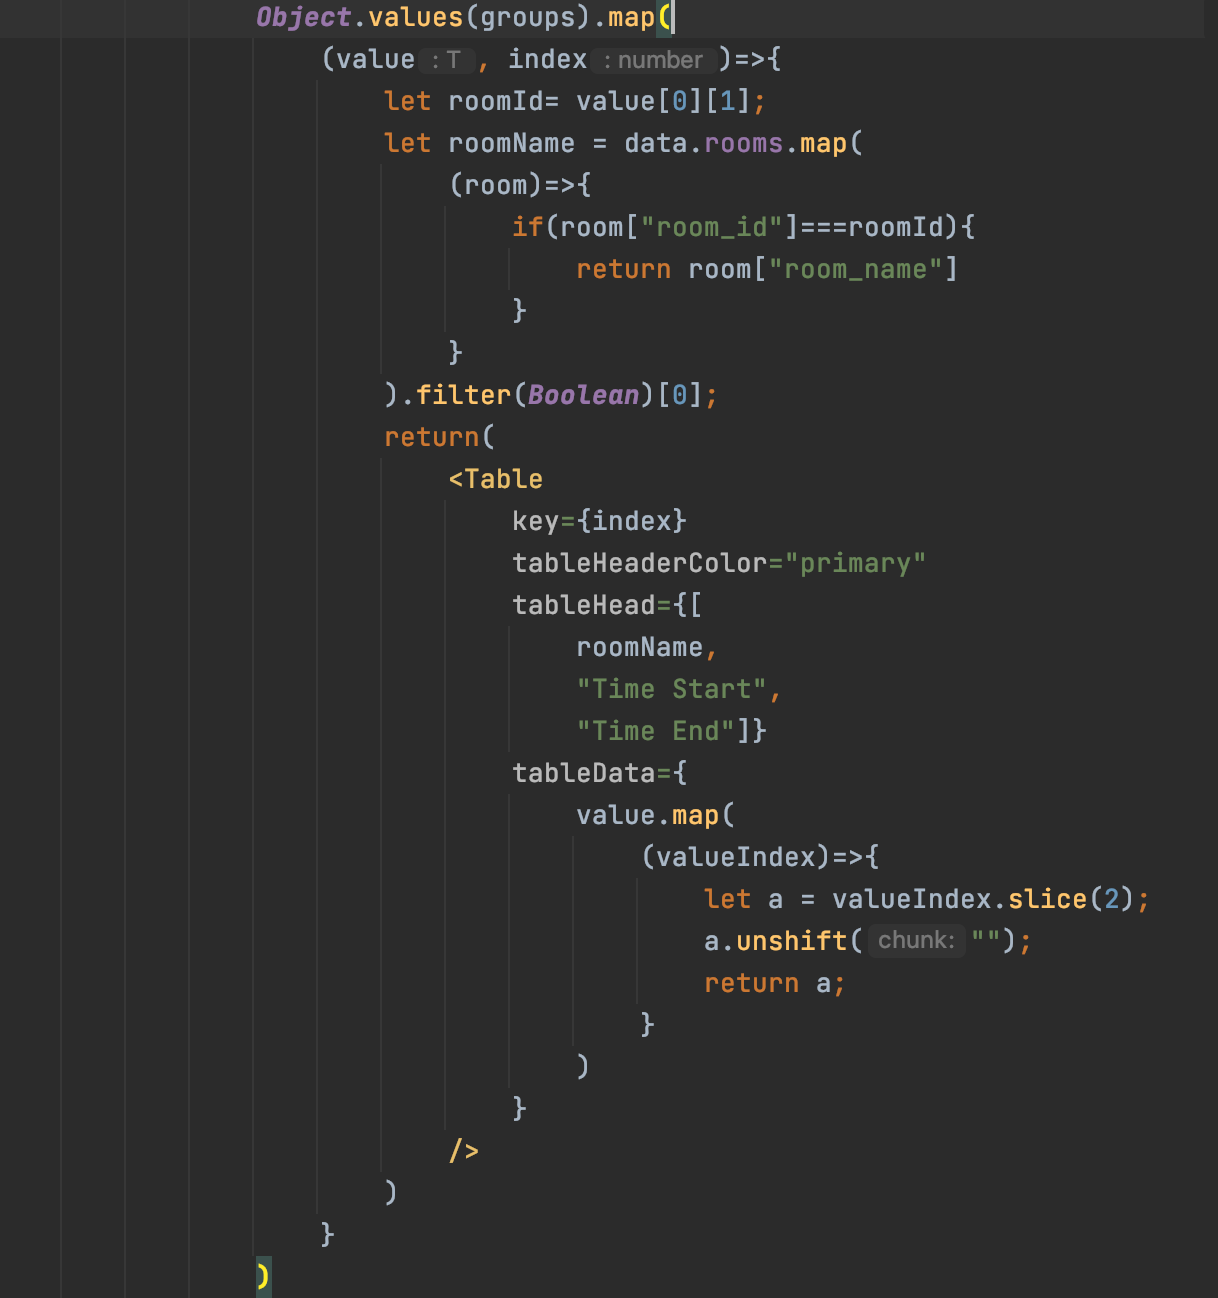 Object.values(groups).map(
(value : T , index : number )=>{
let roomId= value[0][1];
let roomName = data.rooms.map(
(room)=>{
if(room["room_id"]===roomId){
return room["room_name"]
}
}
).filter(Boolean)[0];
return(
<Table
key={index}
tableHeaderColor="primary"
tableHead={[
roomName,
"Time Start",
"Time End"]}
tableData={
value.map(
(valueIndex)=>{
let a = valueIndex.slice(2);
a.unshift( chunk: "");
return a;
}
)
}
/>
)
}
)